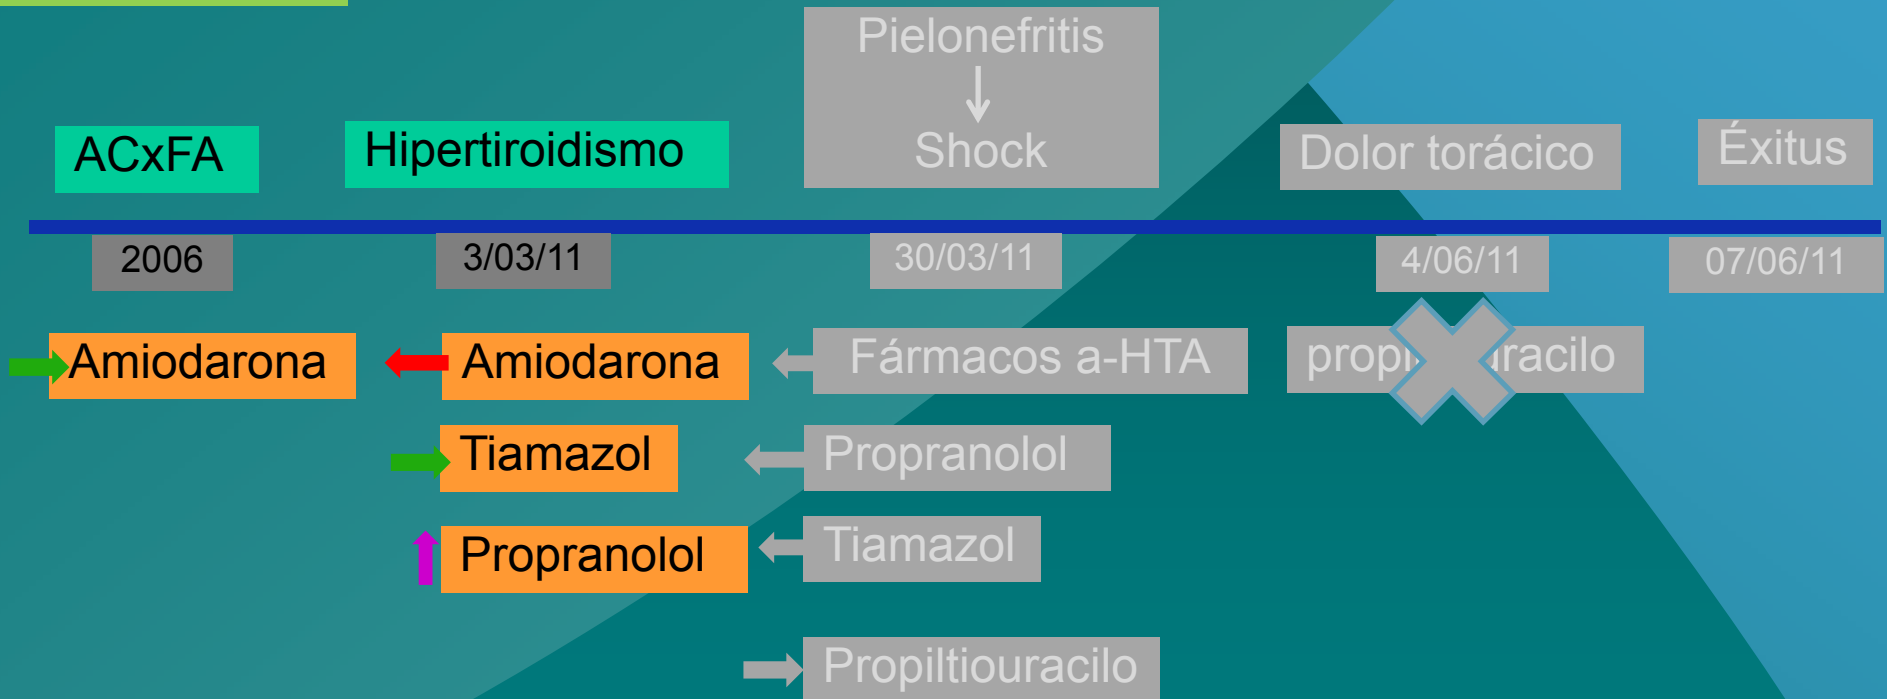 Pielonefritis
Shock
ACxFA
Hipertiroidismo
Dolor torácico
Éxitus
2006
3/03/11
30/03/11
4/06/11
07/06/11
Amiodarona
Amiodarona
Fármacos a-HTA
Tiamazol
Propranolol
Propranolol
Tiamazol
Propiltiouracilo